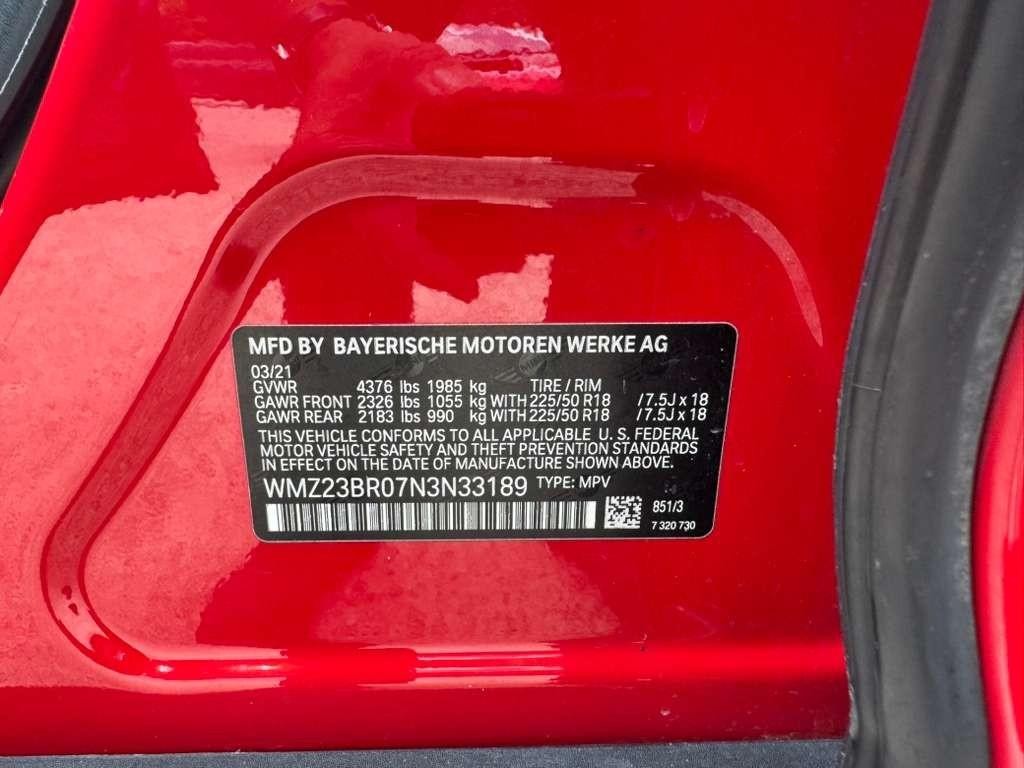 MFD BY BAYERISCHE MOTOREN WERKE AG
03/21
GVWR 4376 lbs 1985 kg TIRE / RIM
GAWR FRONT 2326 lbs 1055 kg WITH 225/50 R18 / 7.5J x 18
GAWR REAR 2183 lbs 990 kg WITH 225/50 R18 / 7.5J x 18
THIS VEHICLE CONFORMS TO ALL APPLICABLE U. S. FEDERAL
MOTOR VEHICLE SAFETY AND THEFT PREVENTION STANDARDS
IN EFFECT ON THE DATE OF MANUFACTURE SHOWN ABOVE.
WMZ23BR07N3N33189 TYPE: MPV
851/3
7 320 730